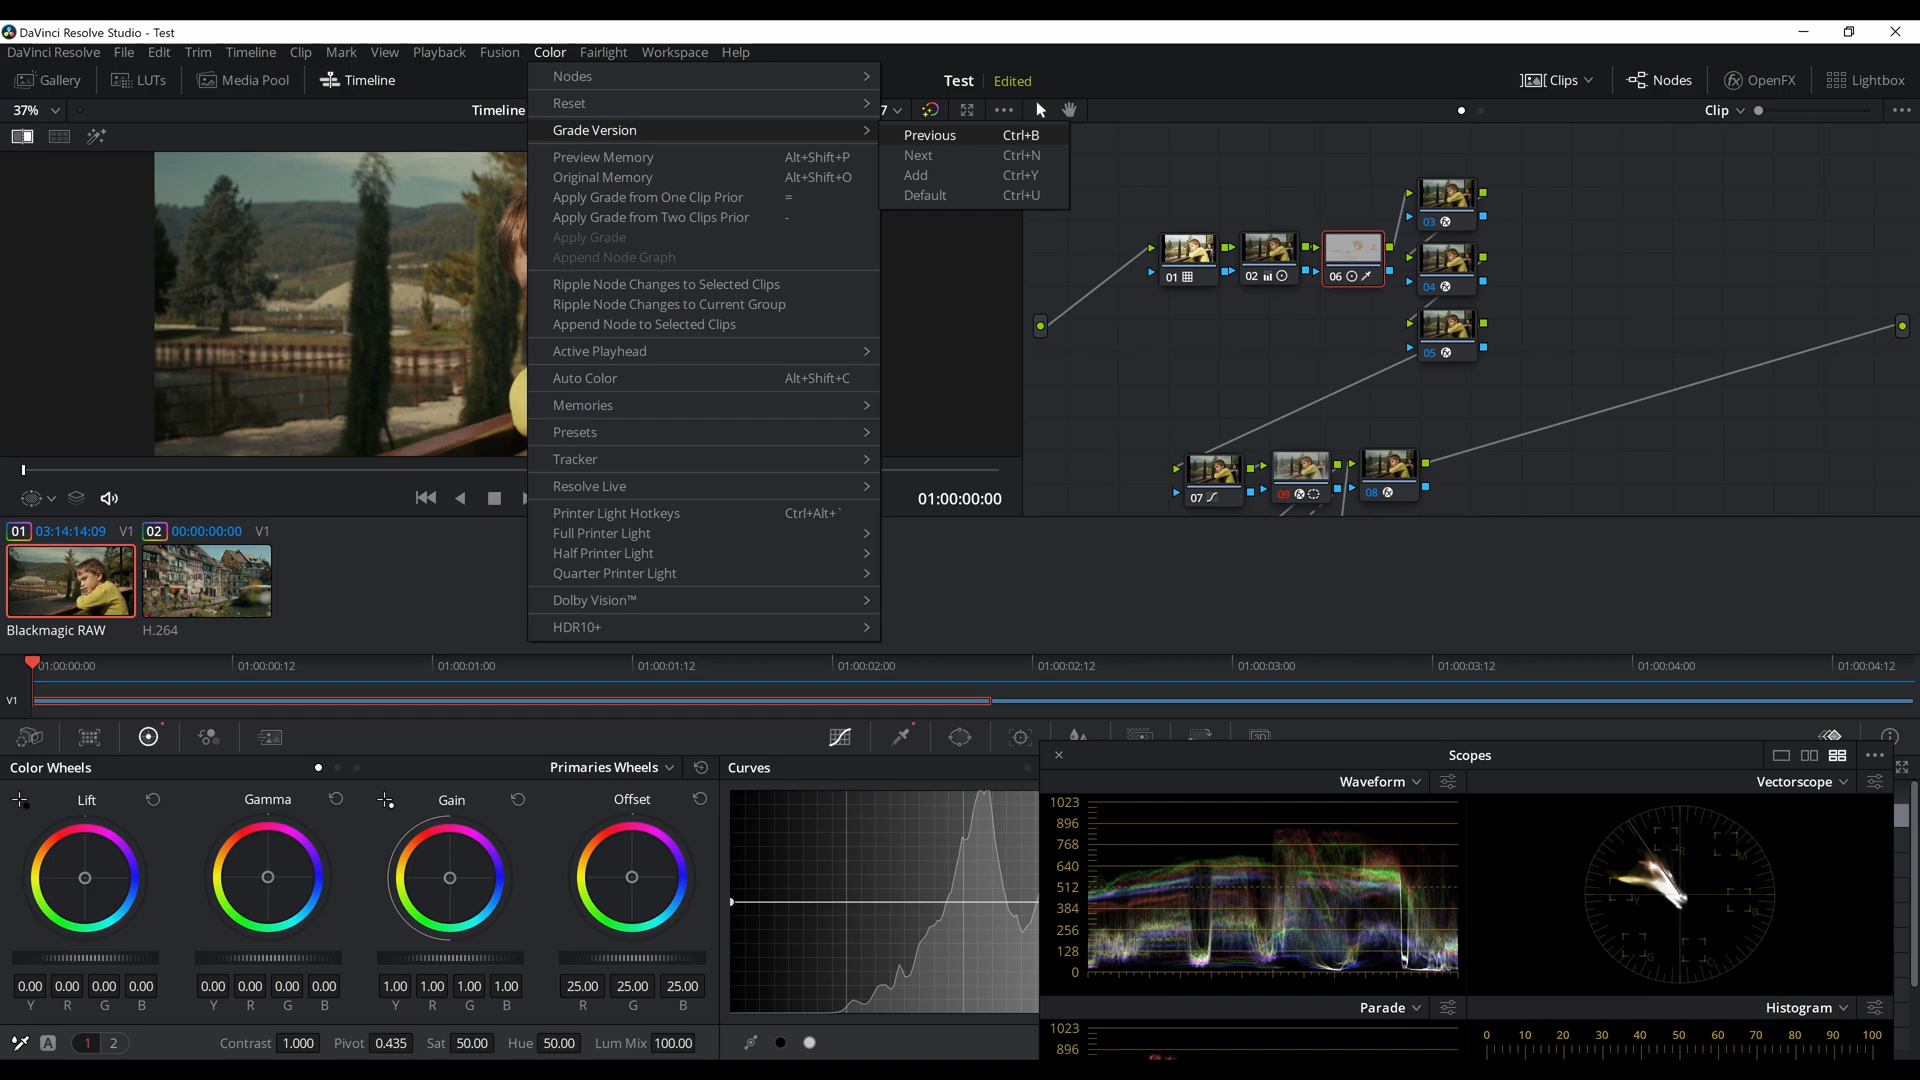 DaVinci Resolve Studio - Test
DaVinci Resolve File Edit Trim Timeline Clip Mark View Playback Fusion Color Fairlight Workspace Help
Gallery LUTs Media Pool Timeline
Test Edited
Clips Nodes OpenFX Lightbox
37%
Timeline
7
Clip
Nodes
Reset
Grade Version
Preview Memory Alt+Shift+P
Original Memory Alt+Shift+O
Apply Grade from One Clip Prior =
Apply Grade from Two Clips Prior -
Apply Grade
Append Node Graph
Ripple Node Changes to Selected Clips
Ripple Node Changes to Current Group
Append Node to Selected Clips
Active Playhead
Auto Color Alt+Shift+C
Memories
Presets
Tracker
Resolve Live
Printer Light Hotkeys Ctrl+Alt+`
Full Printer Light
Half Printer Light
Quarter Printer Light
Dolby Vision™
HDR10+
Previous Ctrl+B
Next Ctrl+N
Add Ctrl+Y
Default Ctrl+U
03
01 02 06
04
05
07 09 08
01:00:00:00
01 03:14:14:09 V1 02 00:00:00:00 V1
Blackmagic RAW H.264
01:00:00:00 01:00:00:12 01:00:01:00 01:00:01:12 01:00:02:00 01:00:02:12 01:00:03:00 01:00:03:12 01:00:04:00 01:00:04:12
V1
3D
Color Wheels Primaries Wheels Curves
Lift Gamma Gain Offset
0.00 0.00 0.00 0.00 0.00 0.00 0.00 0.00 1.00 1.00 1.00 1.00 25.00 25.00 25.00
Y R G B Y R G B Y R G B R G B
A 1 2 Contrast 1.000 Pivot 0.435 Sat 50.00 Hue 50.00 Lum Mix 100.00
Scopes
Waveform Vectorscope
1023
896
768
640
512
384
256
128
0
R
M
Y
B
G
C
Parade Histogram
1023
896
0 10 20 30 40 50 60 70 80 90 100